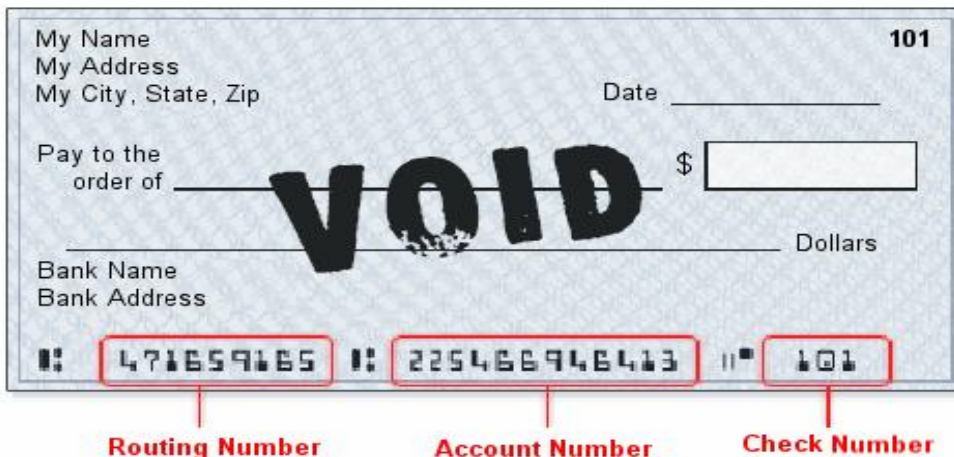 My Name 101
My Address
My City, State, Zip
Date
Pay to the
order of $
VOID
Dollars
Bank Name
Bank Address
471659165 225466946413 101
Routing Number Account Number Check Number